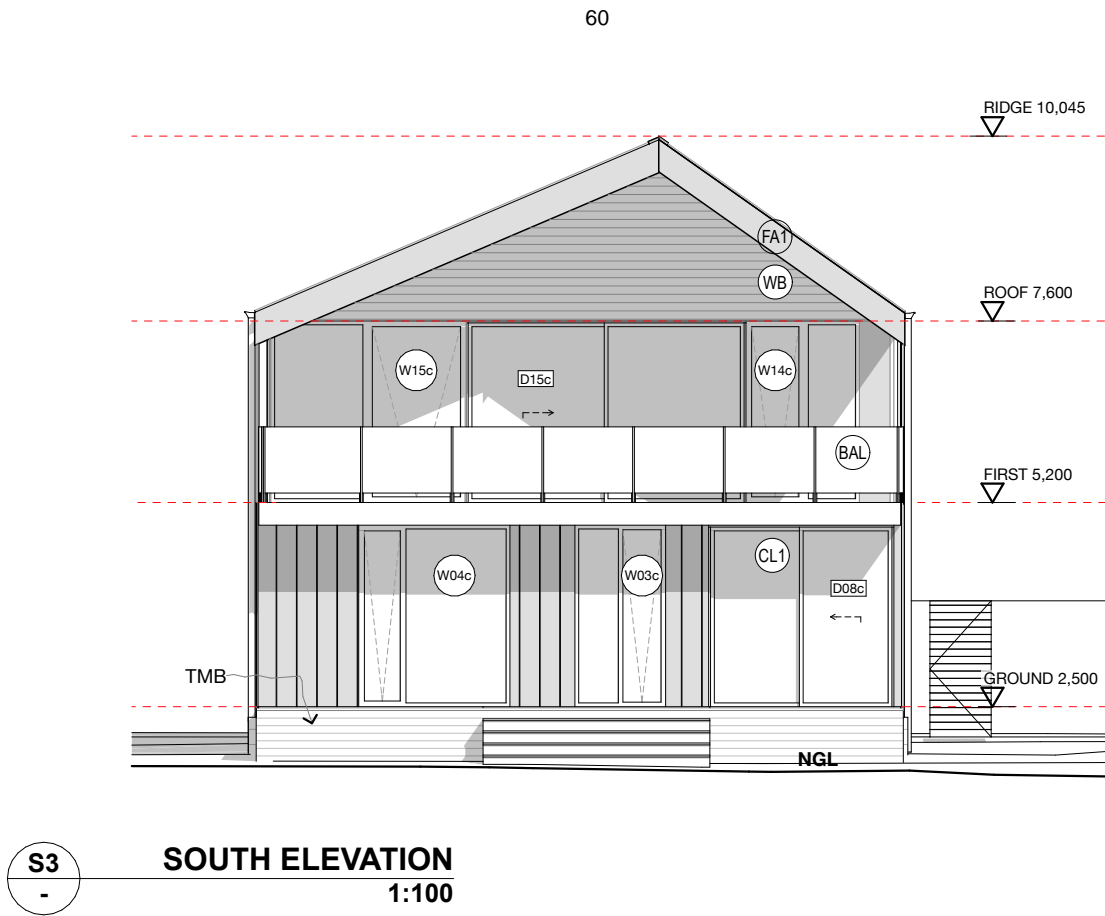 60
RIDGE 10,045
FA1
WB
ROOF 7,600
W15c
D15c
W14c
BAL
FIRST 5,200
W04c
W03c
CL1
D08c
TMB
GROUND 2,500
NGL
S3
-
SOUTH ELEVATION
1:100